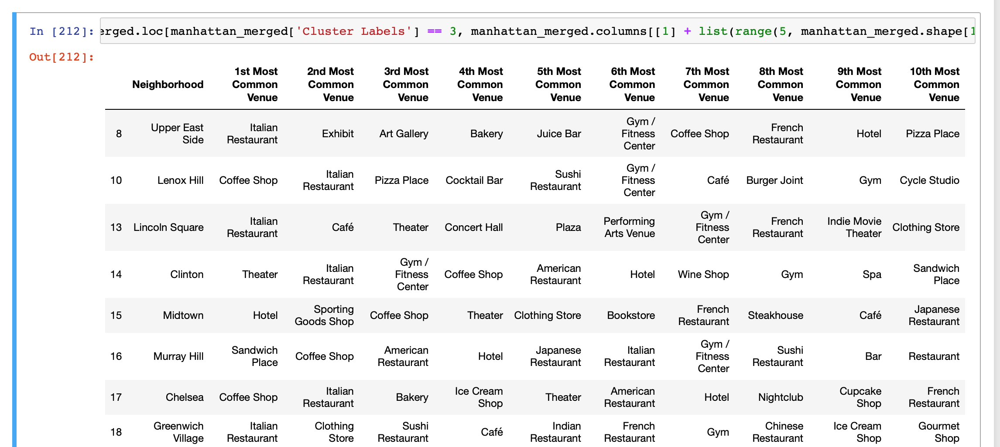 In [212]: erged.loc[manhattan_merged['Cluster Labels'] == 3, manhattan_merged.columns[[1] + list(range(5, manhattan_merged.shape[1
Out[212]:
Neighborhood 1st Most Common Venue 2nd Most Common Venue 3rd Most Common Venue 4th Most Common Venue 5th Most Common Venue 6th Most Common Venue 7th Most Common Venue 8th Most Common Venue 9th Most Common Venue 10th Most Common Venue
8 Upper East Side Italian Restaurant Exhibit Art Gallery Bakery Juice Bar Gym / Fitness Center Coffee Shop French Restaurant Hotel Pizza Place
10 Lenox Hill Coffee Shop Italian Restaurant Pizza Place Cocktail Bar Sushi Restaurant Gym / Fitness Center Café Burger Joint Gym Cycle Studio
13 Lincoln Square Italian Restaurant Café Theater Concert Hall Plaza Performing Arts Venue Gym / Fitness Center French Restaurant Indie Movie Theater Clothing Store
14 Clinton Theater Italian Restaurant Gym / Fitness Center Coffee Shop American Restaurant Hotel Wine Shop Gym Spa Sandwich Place
15 Midtown Hotel Sporting Goods Shop Coffee Shop Theater Clothing Store Bookstore French Restaurant Steakhouse Café Japanese Restaurant
16 Murray Hill Sandwich Place Coffee Shop American Restaurant Hotel Japanese Restaurant Italian Restaurant Gym / Fitness Center Sushi Restaurant Bar Restaurant
17 Chelsea Coffee Shop Italian Restaurant Bakery Ice Cream Shop Theater American Restaurant Hotel Nightclub Cupcake Shop French Restaurant
18 Greenwich Village Italian Restaurant Clothing Store Sushi Restaurant Café Indian Restaurant French Restaurant Gym Chinese Restaurant Ice Cream Shop Gourmet Shop